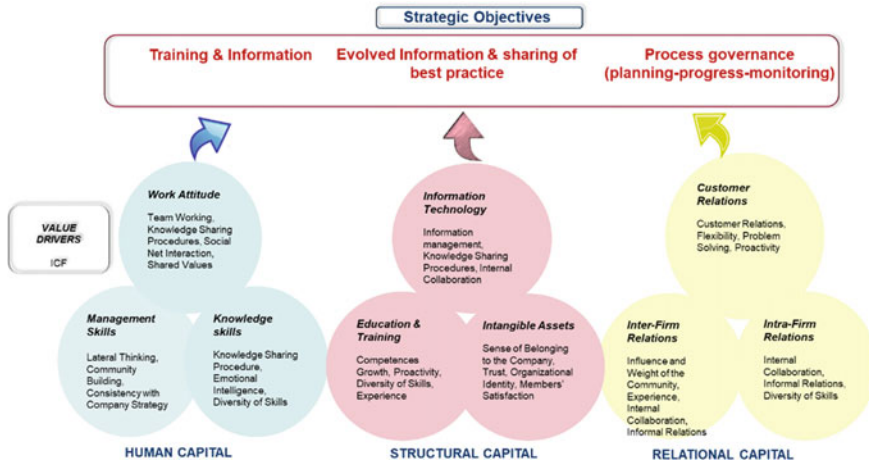 Strategic Objectives
Training & Information
Evolved Information & sharing of
best practice
Process governance
(planning-progress-monitoring)
VALUE
DRIVERS
ICF
Work Attitude
Team Working,
Knowledge Sharing
Procedures, Social
Net Interaction,
Shared Values
Management
Skills
Lateral Thinking,
Community
Building,
Consistency with
Company Strategy
Knowledge
skills
Knowledge Sharing
Procedure,
Emotional
Intelligence,
Diversity of Skills
HUMAN CAPITAL
Information
Technology
Information
management,
Knowledge Sharing
Procedures, Internal
Collaboration
Education &
Training
Competences
Growth, Proactivity,
Diversity of Skills,
Experience
Intangible Assets
Sense of Belonging
to the Company,
Trust, Organizational
Identity, Members'
Satisfaction
STRUCTURAL CAPITAL
Customer
Relations
Customer Relations,
Flexibility, Problem
Solving, Proactivity
Inter-Firm
Relations
Influence and
Weight of the
Community,
Experience,
Internal
Collaboration,
Informal Relations
Intra-Firm
Relations
Internal
Collaboration,
Informal Relations,
Diversity of Skills
RELATIONAL CAPITAL